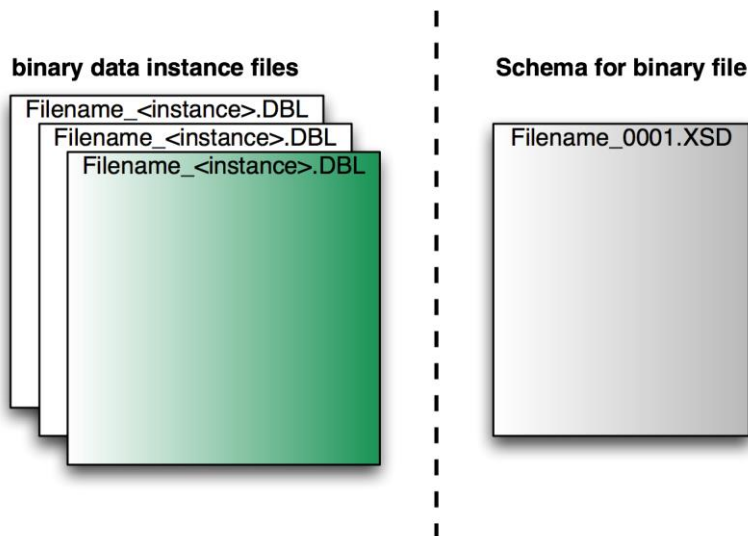 binary data instance files
Filename_<instance>.DBL
Filename_<instance>.DBL
Filename_<instance>.DBL
Schema for binary file
Filename_0001.XSD